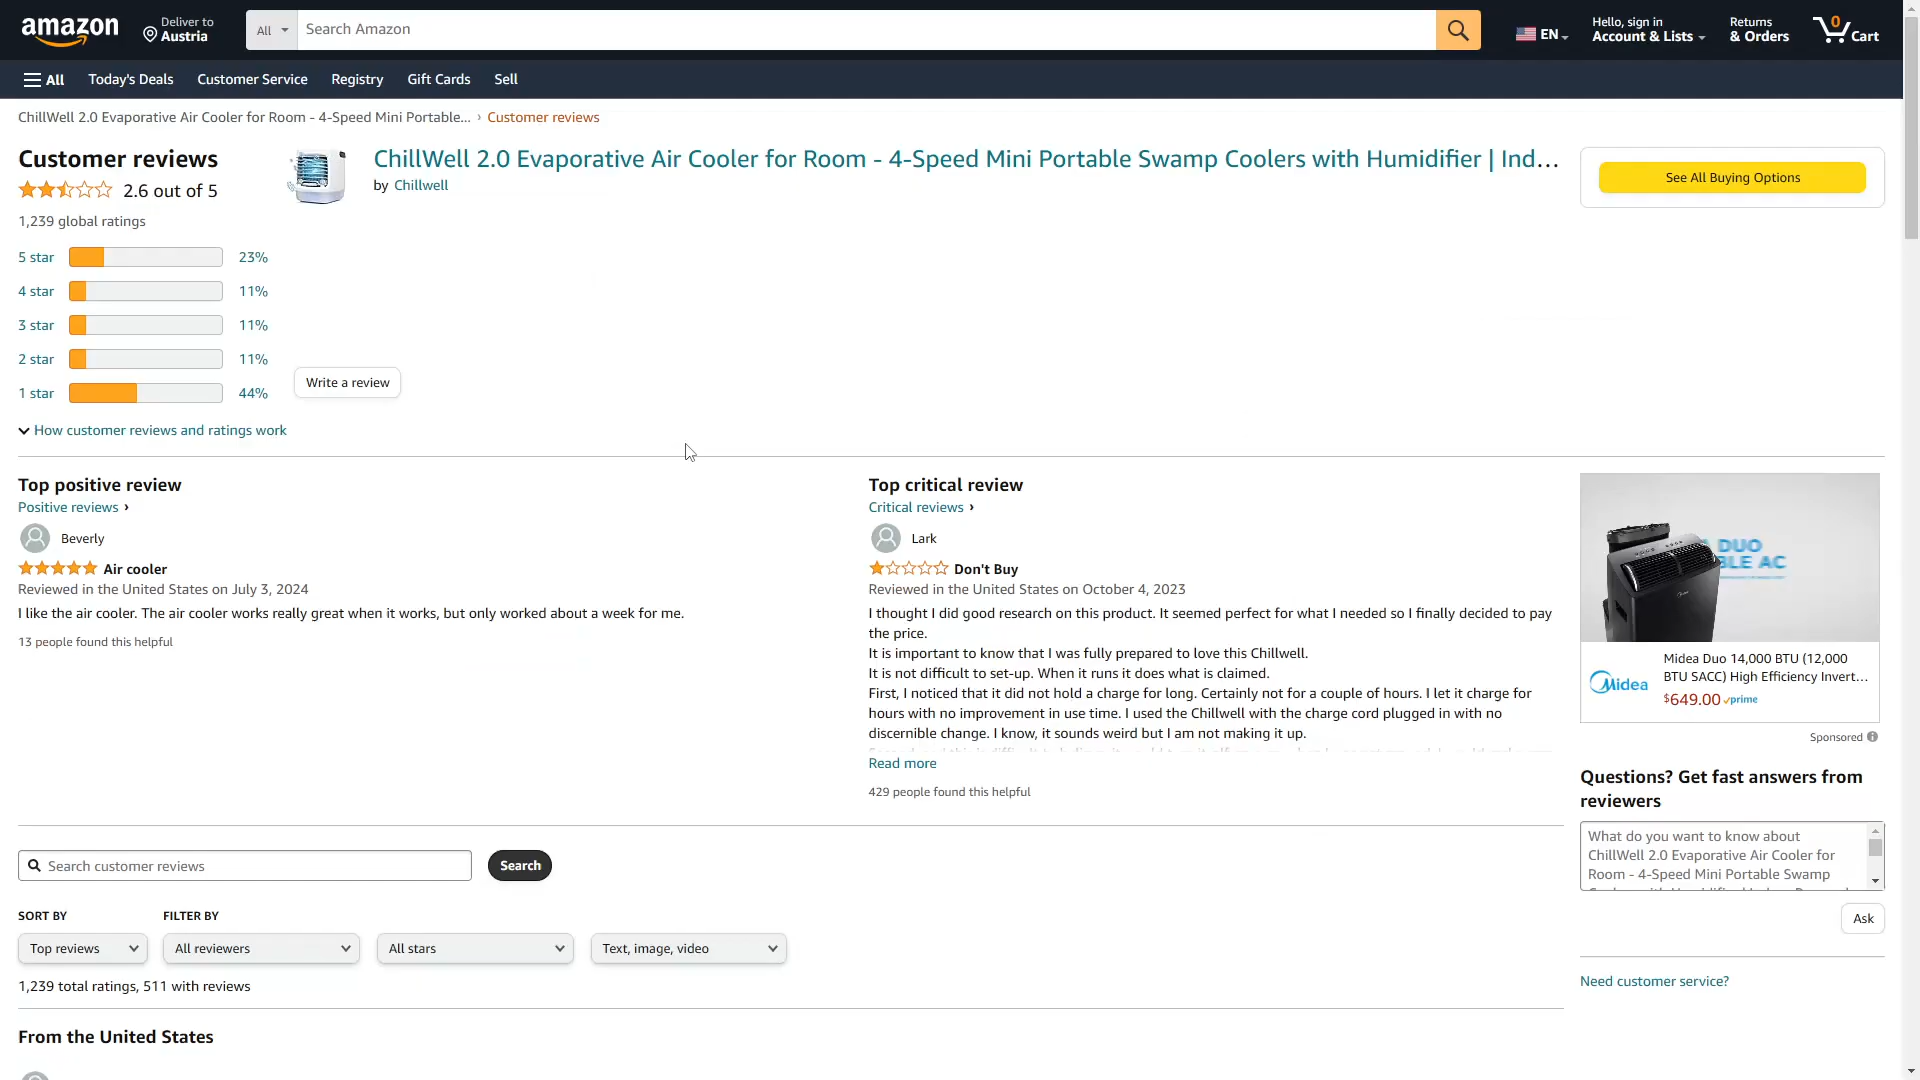 amazon
Deliver to
Austria
All
Search Amazon
EN
Hello, sign in
Account & Lists
Returns
& Orders
0
Cart
All
Today's Deals
Customer Service
Registry
Gift Cards
Sell
ChillWell 2.0 Evaporative Air Cooler for Room - 4-Speed Mini Portable... › Customer reviews
Customer reviews
2.6 out of 5
1,239 global ratings
5 star 23%
4 star 11%
3 star 11%
2 star 11%
1 star 44%
How customer reviews and ratings work
ChillWell 2.0 Evaporative Air Cooler for Room - 4-Speed Mini Portable Swamp Coolers with Humidifier | Ind...
by Chillwell
Write a review
See All Buying Options
Top positive review
Positive reviews ›
Beverly
Air cooler
Reviewed in the United States on July 3, 2024
I like the air cooler. The air cooler works really great when it works, but only worked about a week for me.
13 people found this helpful
Top critical review
Critical reviews ›
Lark
Don't Buy
Reviewed in the United States on October 4, 2023
I thought I did good research on this product. It seemed perfect for what I needed so I finally decided to pay
the price.
It is important to know that I was fully prepared to love this Chillwell.
It is not difficult to set-up. When it runs it does what is claimed.
First, I noticed that it did not hold a charge for long. Certainly not for a couple of hours. I let it charge for
hours with no improvement in use time. I used the Chillwell with the charge cord plugged in with no
discernible change. I know, it sounds weird but I am not making it up.
Read more
429 people found this helpful
A DUO
BLE AC
Midea
Midea Duo 14,000 BTU (12,000
BTU SACC) High Efficiency Invert...
$649.00 prime
Sponsored
Questions? Get fast answers from
reviewers
What do you want to know about
ChillWell 2.0 Evaporative Air Cooler for
Room - 4-Speed Mini Portable Swamp
Ask
Need customer service?
Search customer reviews
Search
SORT BY
FILTER BY
Top reviews
All reviewers
All stars
Text, image, video
1,239 total ratings, 511 with reviews
From the United States